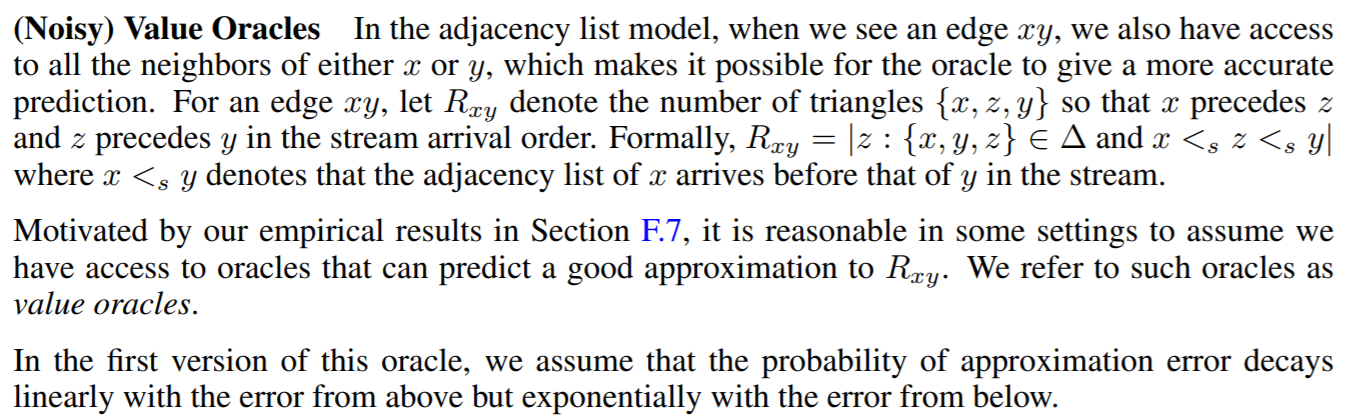 (Noisy) Value Oracles In the adjacency list model, when we see an edge xy, we also have access
to all the neighbors of either x or y, which makes it possible for the oracle to give a more accurate
prediction. For an edge xy, let R_{xy} denote the number of triangles {x, z, y} so that x precedes z
and z precedes y in the stream arrival order. Formally, R_{xy} = |z : {x, y, z} ∈ Δ and x <_s z <_s y|
where x <_s y denotes that the adjacency list of x arrives before that of y in the stream.
Motivated by our empirical results in Section F.7, it is reasonable in some settings to assume we
have access to oracles that can predict a good approximation to R_{xy}. We refer to such oracles as
value oracles.
In the first version of this oracle, we assume that the probability of approximation error decays
linearly with the error from above but exponentially with the error from below.